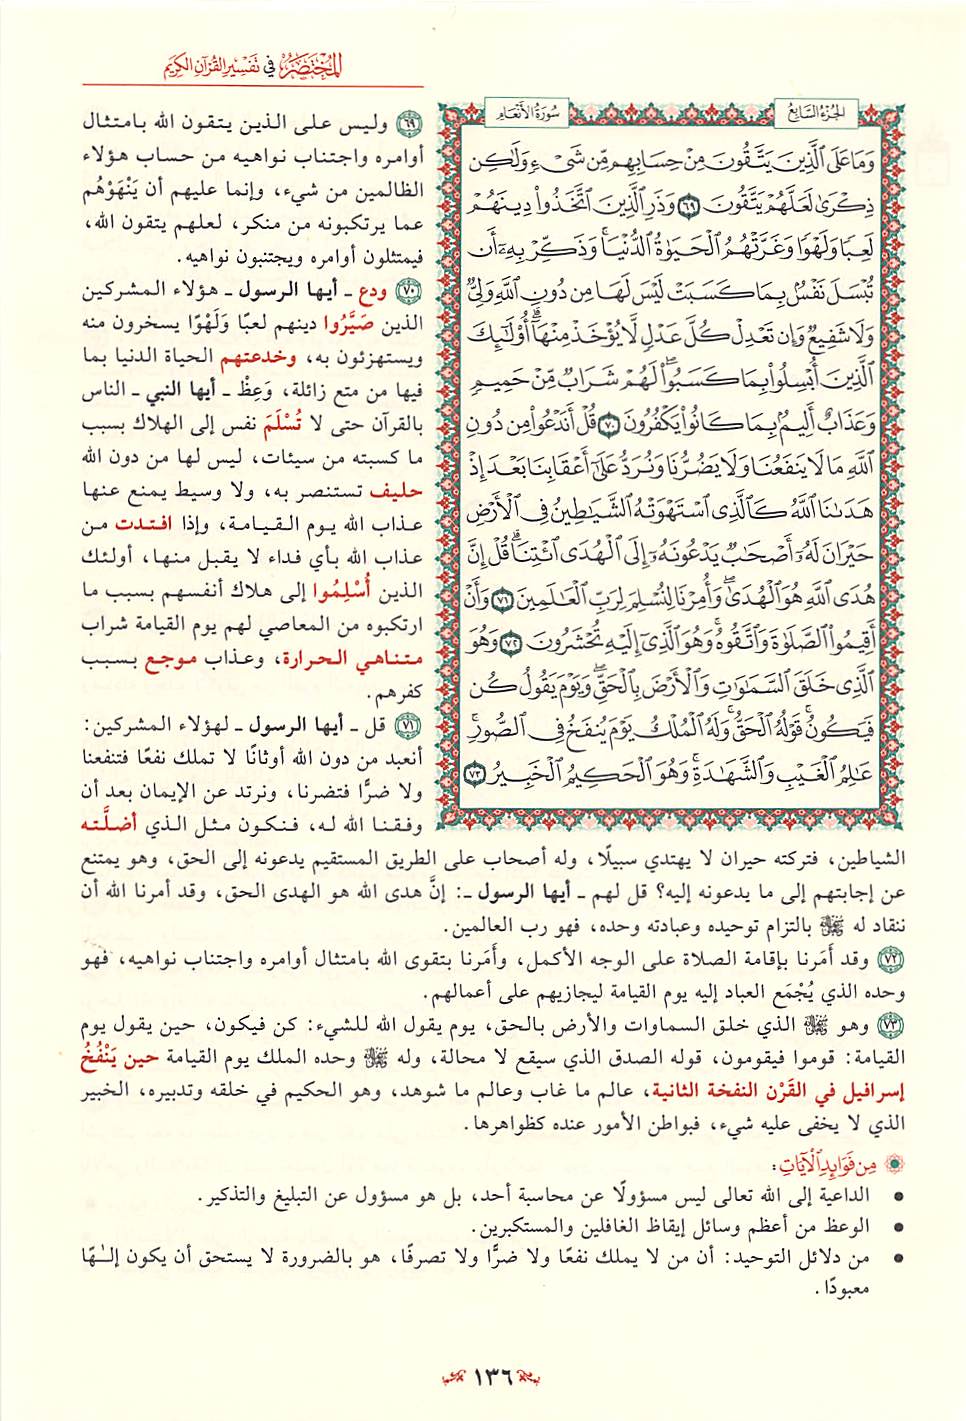 المُخْتَصَرُ في تَفْسِيرِ القُرْآنِ الكَرِيم
الجُزْءُ السَّابِعُ
سُورَةُ الأَنْعَامِ
وَمَا عَلَى ٱلَّذِينَ يَتَّقُونَ مِنْ حِسَابِهِم مِّن شَىْءٍ وَلَٰكِن
ذِكْرَىٰ لَعَلَّهُمْ يَتَّقُونَ ٦٩ وَذَرِ ٱلَّذِينَ ٱتَّخَذُوا۟ دِينَهُمْ
لَعِبًا وَلَهْوًا وَغَرَّتْهُمُ ٱلْحَيَوٰةُ ٱلدُّنْيَا ۚ وَذَكِّرْ بِهِۦٓ أَن
تُبْسَلَ نَفْسٌۢ بِمَا كَسَبَتْ لَيْسَ لَهَا مِن دُونِ ٱللَّهِ وَلِىٌّ
وَلَا شَفِيعٌ وَإِن تَعْدِلْ كُلَّ عَدْلٍ لَّا يُؤْخَذْ مِنْهَآ ۗ أُو۟لَٰٓئِكَ
ٱلَّذِينَ أُبْسِلُوا۟ بِمَا كَسَبُوا۟ ۖ لَهُمْ شَرَابٌ مِّنْ حَمِيمٍ
وَعَذَابٌ أَلِيمٌۢ بِمَا كَانُوا۟ يَكْفُرُونَ ٧٠ قُلْ أَنَدْعُوا۟ مِن دُونِ
ٱللَّهِ مَا لَا يَنفَعُنَا وَلَا يَضُرُّنَا وَنُرَدُّ عَلَىٰٓ أَعْقَابِنَا بَعْدَ إِذْ
هَدَىٰنَا ٱللَّهُ كَٱلَّذِى ٱسْتَهْوَتْهُ ٱلشَّيَٰطِينُ فِى ٱلْأَرْضِ
حَيْرَانَ لَهُۥٓ أَصْحَٰبٌ يَدْعُونَهُۥٓ إِلَى ٱلْهُدَى ٱئْتِنَا ۗ قُلْ إِنَّ
هُدَى ٱللَّهِ هُوَ ٱلْهُدَىٰ ۖ وَأُمِرْنَا لِنُسْلِمَ لِرَبِّ ٱلْعَٰلَمِينَ ٧١ وَأَنْ
أَقِيمُوا۟ ٱلصَّلَوٰةَ وَٱتَّقُوهُ ۚ وَهُوَ ٱلَّذِىٓ إِلَيْهِ تُحْشَرُونَ ٧٢ وَهُوَ
ٱلَّذِى خَلَقَ ٱلسَّمَٰوَٰتِ وَٱلْأَرْضَ بِٱلْحَقِّ ۖ وَيَوْمَ يَقُولُ كُن
فَيَكُونُ ۚ قَوْلُهُ ٱلْحَقُّ ۚ وَلَهُ ٱلْمُلْكُ يَوْمَ يُنفَخُ فِى ٱلصُّورِ ۚ
عَٰلِمُ ٱلْغَيْبِ وَٱلشَّهَٰدَةِ ۚ وَهُوَ ٱلْحَكِيمُ ٱلْخَبِيرُ ٧٣
٦٩ وليس على الذين يتقون الله بامتثال
أوامره واجتناب نواهيه من حساب هؤلاء
الظالمين من شيء، وإنما عليهم أن يَنْهَوْهُم
عما يرتكبونه من منكر، لعلهم يتقون الله،
فيمتثلون أوامره ويجتنبون نواهيه.
٧٠ ودع ـ أيها الرسول ـ هؤلاء المشركين
الذين صَيَّرُوا دينهم لعبًا وَلَهْوًا يسخرون منه
ويستهزئون به، وخدعتهم الحياة الدنيا بما
فيها من متع زائلة، وَعِظْ ـ أيها النبي ـ الناس
بالقرآن حتى لا تُسْلَمَ نفس إلى الهلاك بسبب
ما كسبته من سيئات، ليس لها من دون الله
حليف تستنصر به، ولا وسيط يمنع عنها
عذاب الله يوم القيامة، وإذا افتدت من
عذاب الله بأي فداء لا يقبل منها، أولئك
الذين أُسْلِمُوا إلى هلاك أنفسهم بسبب ما
ارتكبوه من المعاصي لهم يوم القيامة شراب
متناهي الحرارة، وعذاب موجع بسبب
كفرهم.
٧١ قل ـ أيها الرسول ـ لهؤلاء المشركين:
أنعبد من دون الله أوثانًا لا تملك نفعًا فتنفعنا
ولا ضرًّا فتضرنا، ونرتد عن الإيمان بعد أن
وفقنا الله له، فنكون مثل الذي أضلَّته
الشياطين، فتركته حيران لا يهتدي سبيلًا، وله أصحاب على الطريق المستقيم يدعونه إلى الحق، وهو يمتنع
عن إجابتهم إلى ما يدعونه إليه؟ قل لهم ـ أيها الرسول ـ: إنَّ هدى الله هو الهدى الحق، وقد أمرنا الله أن
ننقاد له ﷻ بالتزام توحيده وعبادته وحده، فهو رب العالمين.
٧٢ وقد أَمَرنا بإقامة الصلاة على الوجه الأكمل، وأَمَرنا بتقوى الله بامتثال أوامره واجتناب نواهيه، فهو
وحده الذي يُجْمَع العباد إليه يوم القيامة ليجازيهم على أعمالهم.
٧٣ وهو ﷻ الذي خلق السماوات والأرض بالحق، يوم يقول الله للشيء: كن فيكون، حين يقول يوم
القيامة: قوموا فيقومون، قوله الصدق الذي سيقع لا محالة، وله ﷻ وحده الملك يوم القيامة حين يَنْفُخُ
إسرافيل في القَرْن النفخة الثانية، عالم ما غاب وعالم ما شوهد، وهو الحكيم في خلقه وتدبيره، الخبير
الذي لا يخفى عليه شيء، فبواطن الأمور عنده كظواهرها.
مِن فَوَائِدِ ٱلْآيَاتِ:
• الداعية إلى الله تعالى ليس مسؤولًا عن محاسبة أحد، بل هو مسؤول عن التبليغ والتذكير.
• الوعظ من أعظم وسائل إيقاظ الغافلين والمستكبرين.
• من دلائل التوحيد: أن من لا يملك نفعًا ولا ضرًّا ولا تصرفًا، هو بالضرورة لا يستحق أن يكون إلـٰهًا
معبودًا.
١٣٦